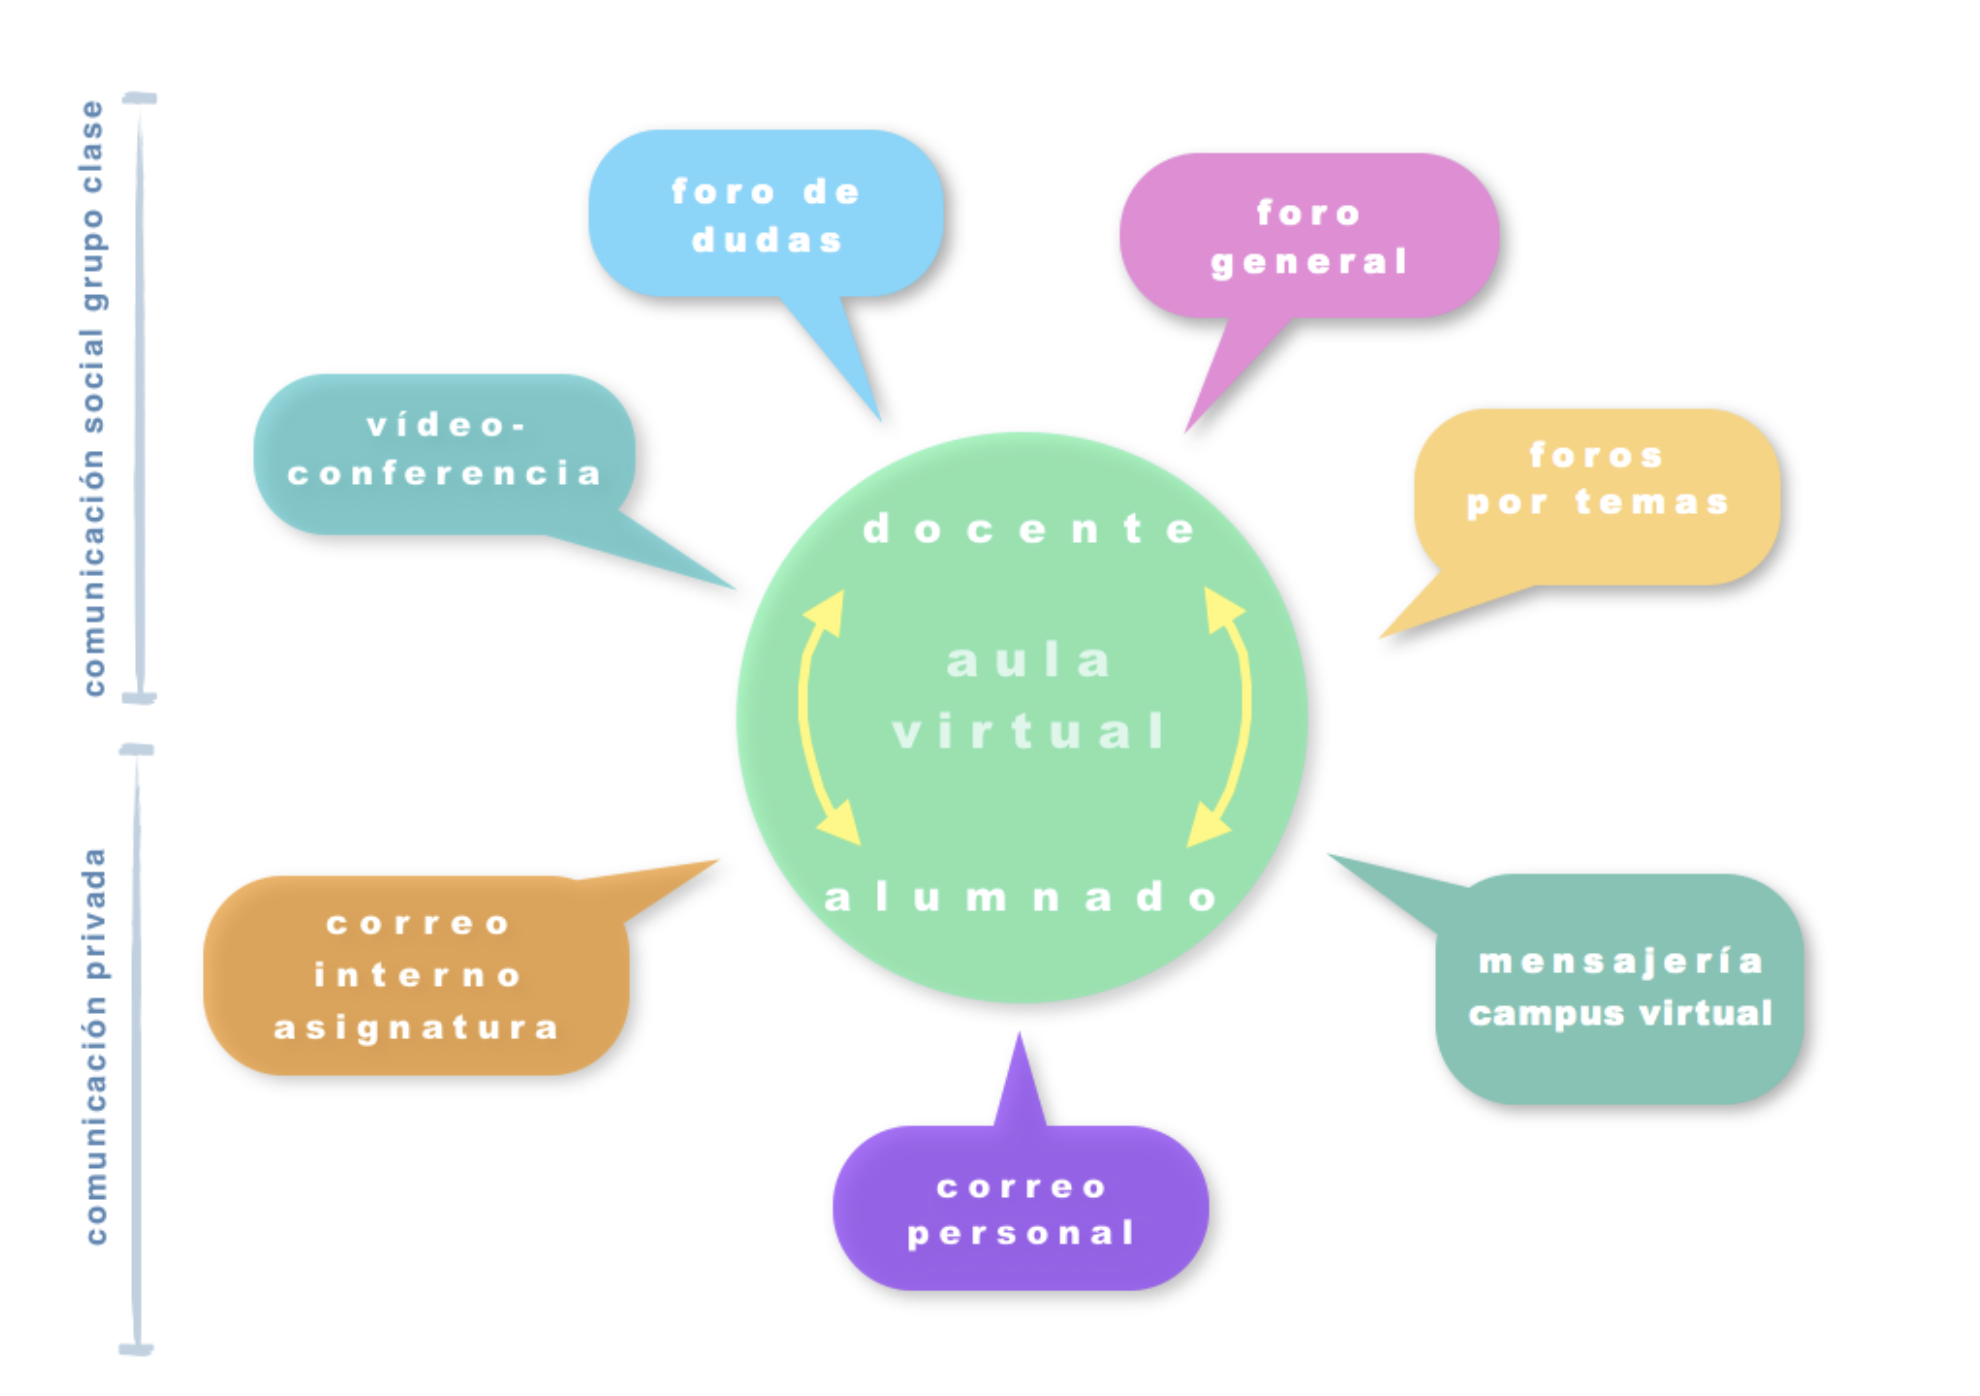 comunicación social grupo clase
foro de
dudas
foro
general
vídeo-
conferencia
foros
por temas
docente
aula
virtual
alumnado
comunicación privada
correo
interno
asignatura
mensajería
campus virtual
correo
personal